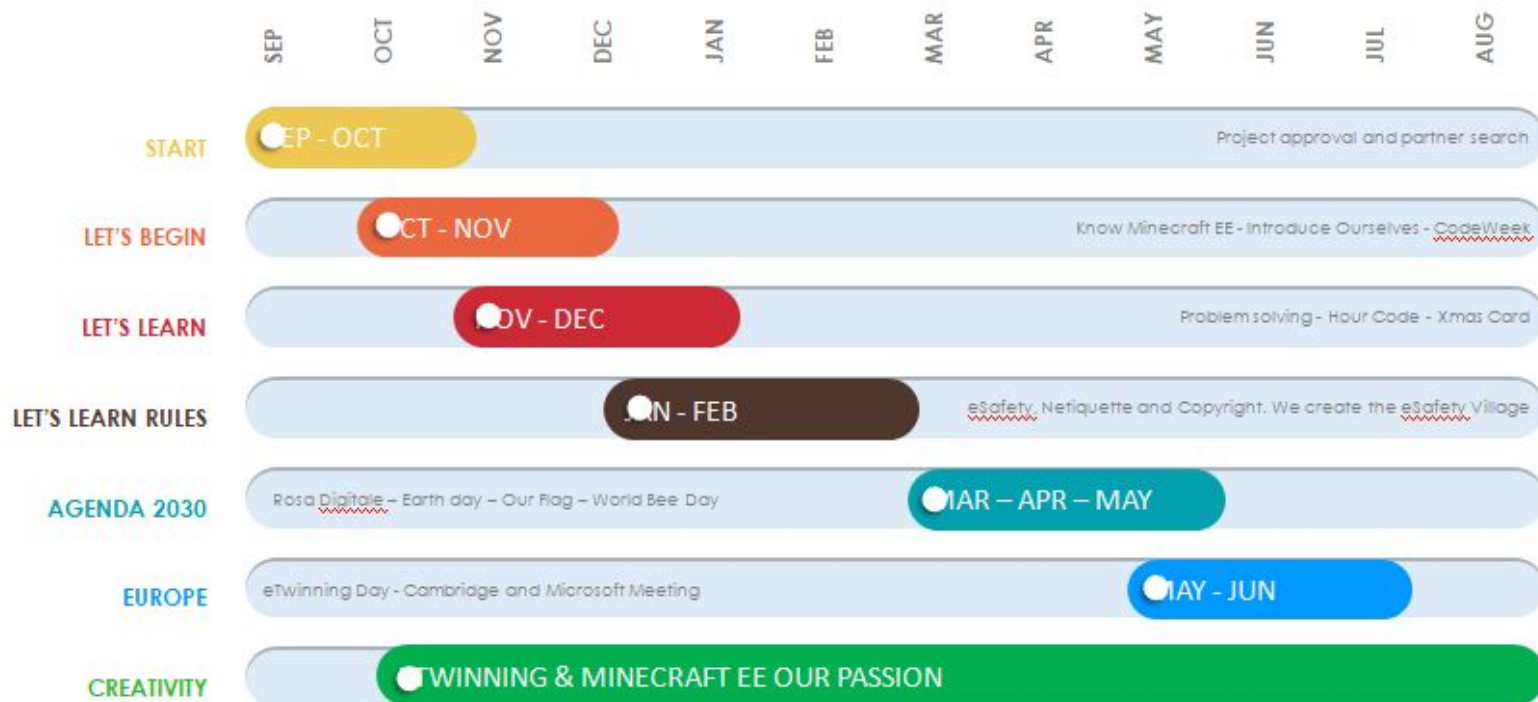 SEP OCT NOV DEC JAN FEB MAR APR MAY JUN JUL AUG
START
EP - OCT
Project approval and partner search
LET'S BEGIN
CT - NOV
Know Minecraft EE - Introduce Ourselves - CodeWeek
LET'S LEARN
OV - DEC
Problem solving - Hour Code - Xmas Card
LET'S LEARN RULES
JAN - FEB
eSafety, Netiquette and Copyright. We create the eSafety Village
AGENDA 2030
Rosa Digitale – Earth day – Our Flag – World Bee Day
MAR – APR – MAY
EUROPE
eTwinning Day - Cambridge and Microsoft Meeting
MAY - JUN
CREATIVITY
TWINNING & MINECRAFT EE OUR PASSION